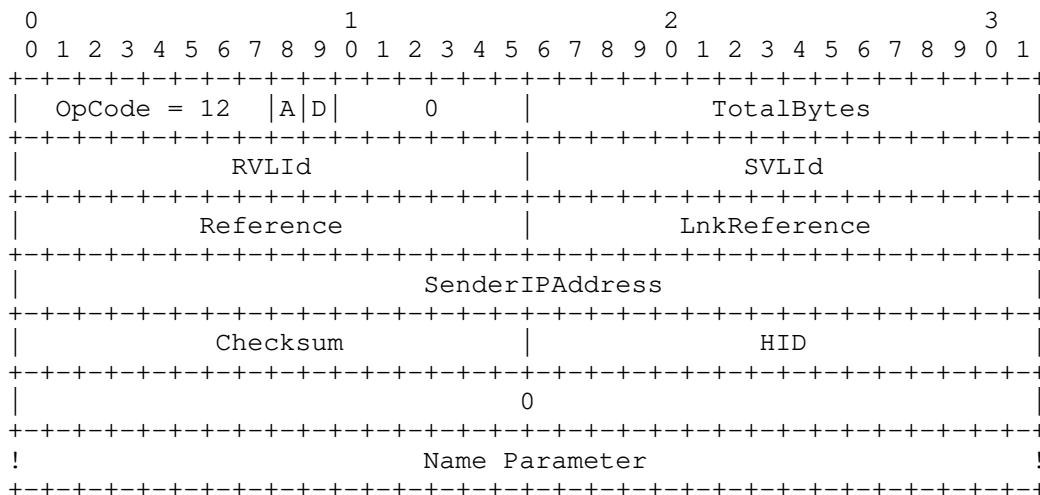 0                   1                   2                   3
 0 1 2 3 4 5 6 7 8 9 0 1 2 3 4 5 6 7 8 9 0 1 2 3 4 5 6 7 8 9 0 1
+-+-+-+-+-+-+-+-+-+-+-+-+-+-+-+-+-+-+-+-+-+-+-+-+-+-+-+-+-+-+-+-+
|  OpCode = 12  |A|D|     0     |           TotalBytes          |
+-+-+-+-+-+-+-+-+-+-+-+-+-+-+-+-+-+-+-+-+-+-+-+-+-+-+-+-+-+-+-+-+
|             RVLId             |             SVLId             |
+-+-+-+-+-+-+-+-+-+-+-+-+-+-+-+-+-+-+-+-+-+-+-+-+-+-+-+-+-+-+-+-+
|           Reference           |         LnkReference          |
+-+-+-+-+-+-+-+-+-+-+-+-+-+-+-+-+-+-+-+-+-+-+-+-+-+-+-+-+-+-+-+-+
|                         SenderIPAddress                       |
+-+-+-+-+-+-+-+-+-+-+-+-+-+-+-+-+-+-+-+-+-+-+-+-+-+-+-+-+-+-+-+-+
|            Checksum           |              HID              |
+-+-+-+-+-+-+-+-+-+-+-+-+-+-+-+-+-+-+-+-+-+-+-+-+-+-+-+-+-+-+-+-+
|                               0                               |
+-+-+-+-+-+-+-+-+-+-+-+-+-+-+-+-+-+-+-+-+-+-+-+-+-+-+-+-+-+-+-+-+
!                         Name Parameter                        !
+-+-+-+-+-+-+-+-+-+-+-+-+-+-+-+-+-+-+-+-+-+-+-+-+-+-+-+-+-+-+-+-+